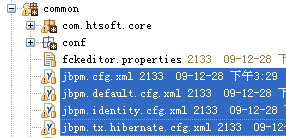 common
com.htsoft.core
conf
fckeditor.properties 2133 09-12-28 下
jbpm.cfg.xml 2133 09-12-28 下午3:29
jbpm.default.cfg.xml 2133 09-12-28
jbpm.identity.cfg.xml 2133 09-12-28
jbpm.tx.hibernate.cfg.xml 2133 09-